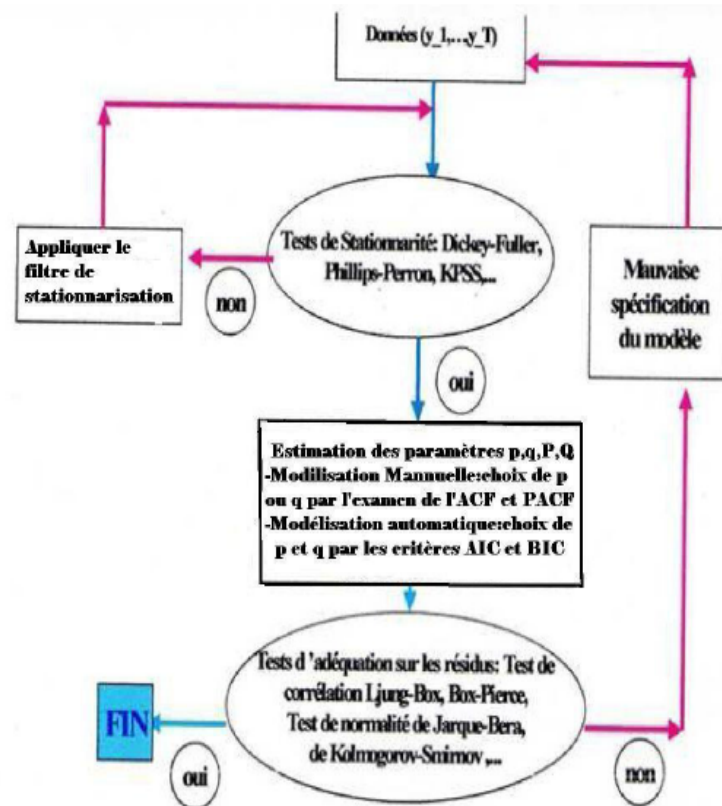 Données (y_1,...,y_T)
Tests de Stationnarité: Dickey-Fuller,
Phillips-Perron, KPSS,...
Appliquer le
filtre de
stationnarisation
non
Mauvaise
spécification
du modèle
oui
Estimation des paramètres p,q,P,Q
-Modilisation Mannuelle:choix de p
ou q par l'examen de l'ACF et PACF
-Modélisation automatique:choix de
p et q par les critères AIC et BIC
Tests d'adéquation sur les résidus: Test de
corrélation Ljung-Box, Box-Pierce,
Test de normalité de Jarque-Bera,
de Kolmogorov-Smirnov ,...
FIN
oui
non